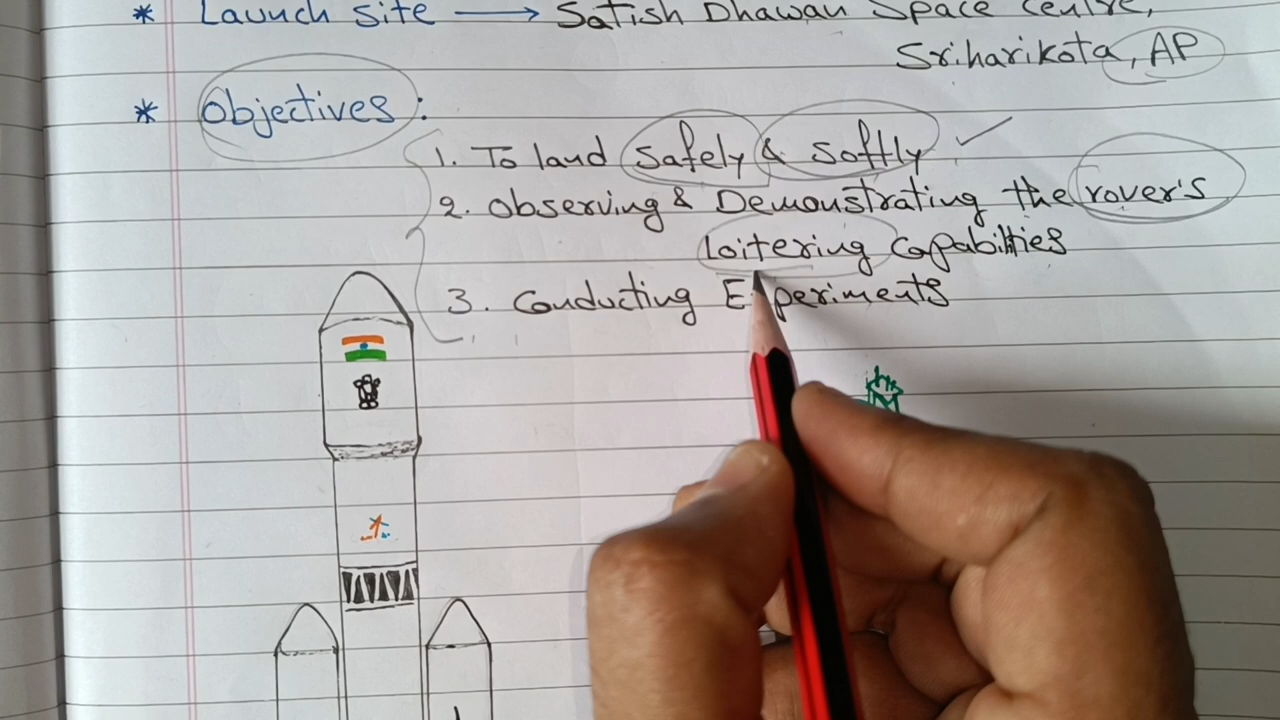 * Launch site ⟶ Satish Dhawan Space Centre,
Sriharikota, AP
* Objectives :
1. To land safely & softly ✓
2. Observing & Demonstrating the rover's
Loitering Capabilities
3. Conducting Experiments